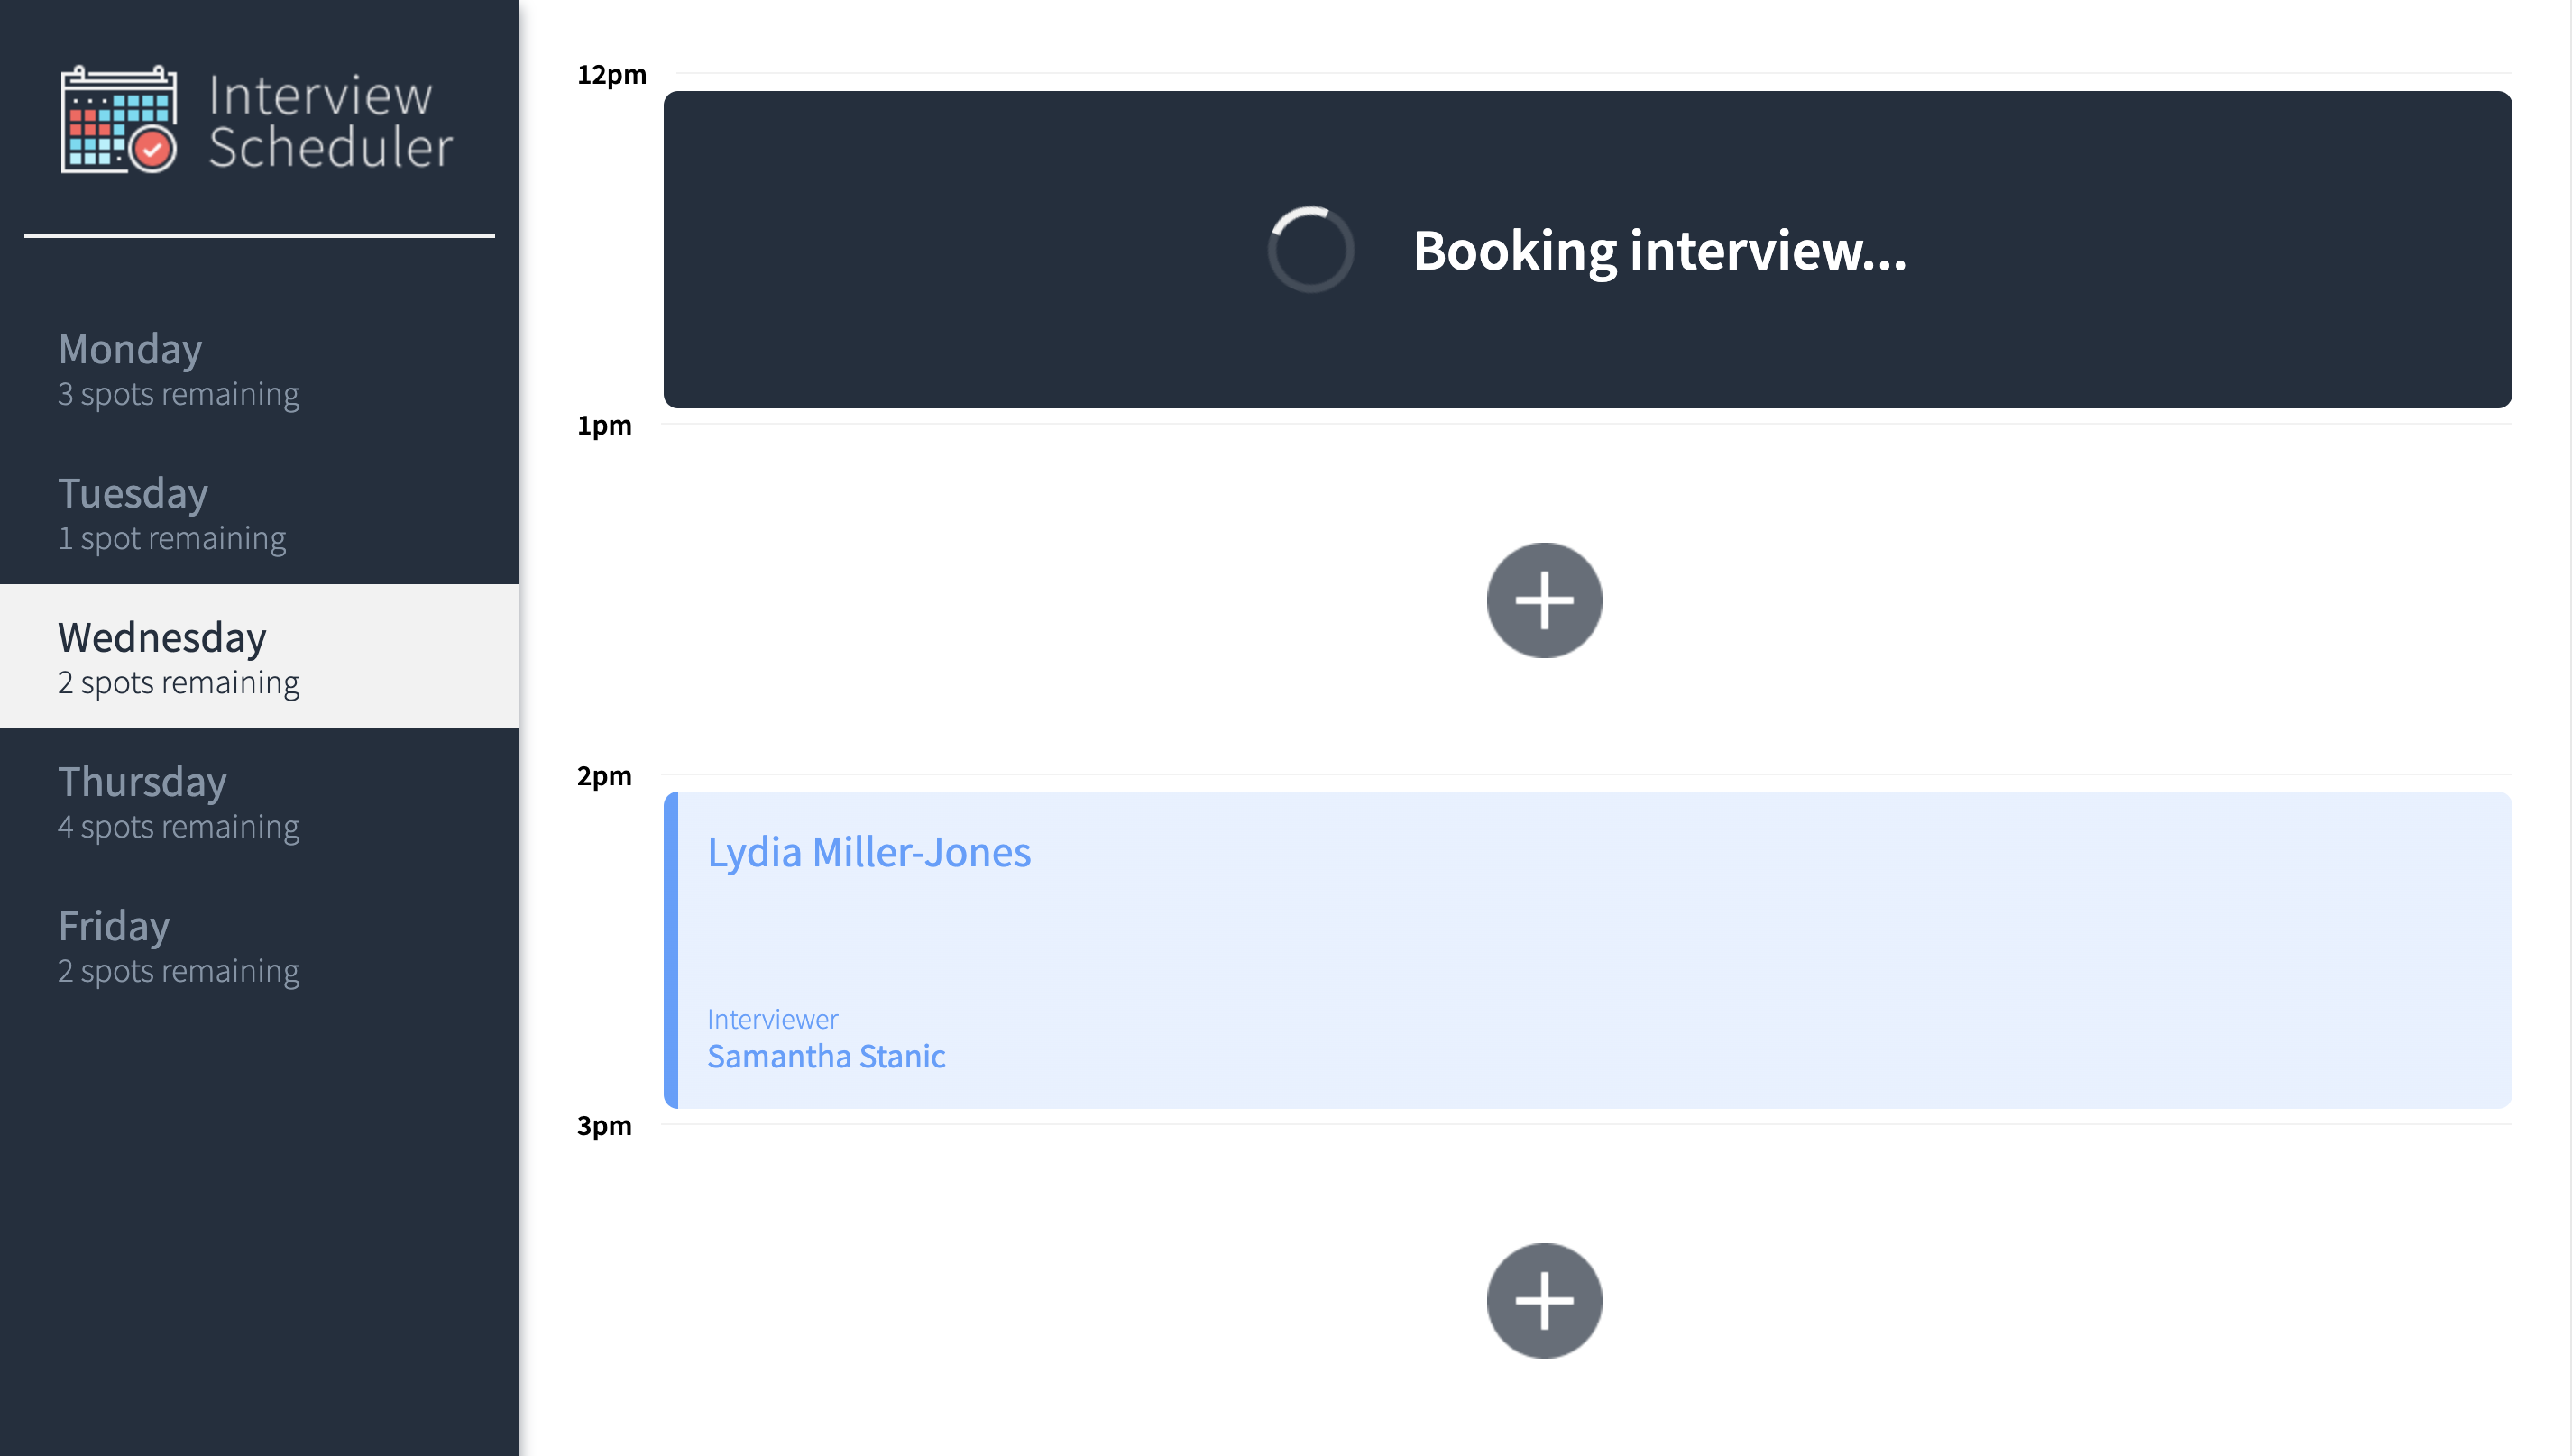 Interview
Scheduler
Monday
3 spots remaining
Tuesday
1 spot remaining
Wednesday
2 spots remaining
Thursday
4 spots remaining
Friday
2 spots remaining
12pm
Booking interview...
1pm
2pm
Lydia Miller-Jones
Interviewer
Samantha Stanic
3pm